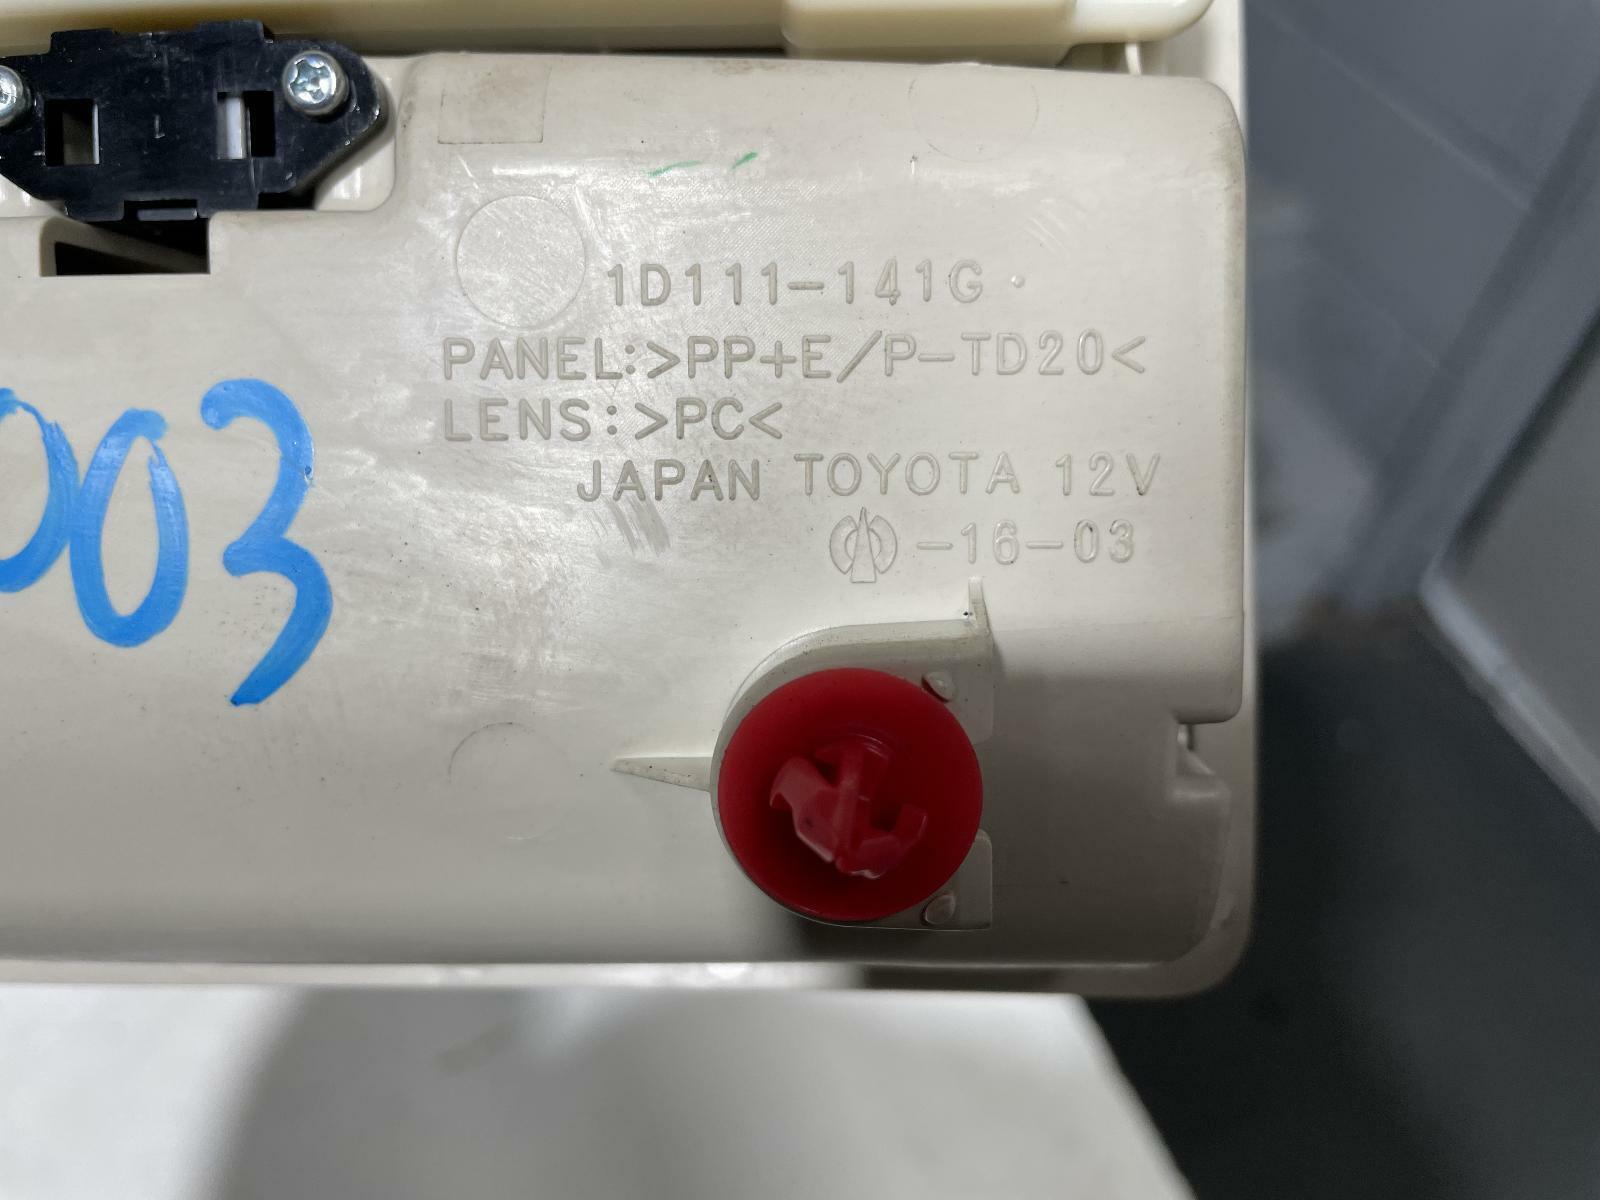 1D111-141G
PANEL:>PP+E/P-TD20<
LENS:>PC<
JAPAN TOYOTA 12V
-16-03
003